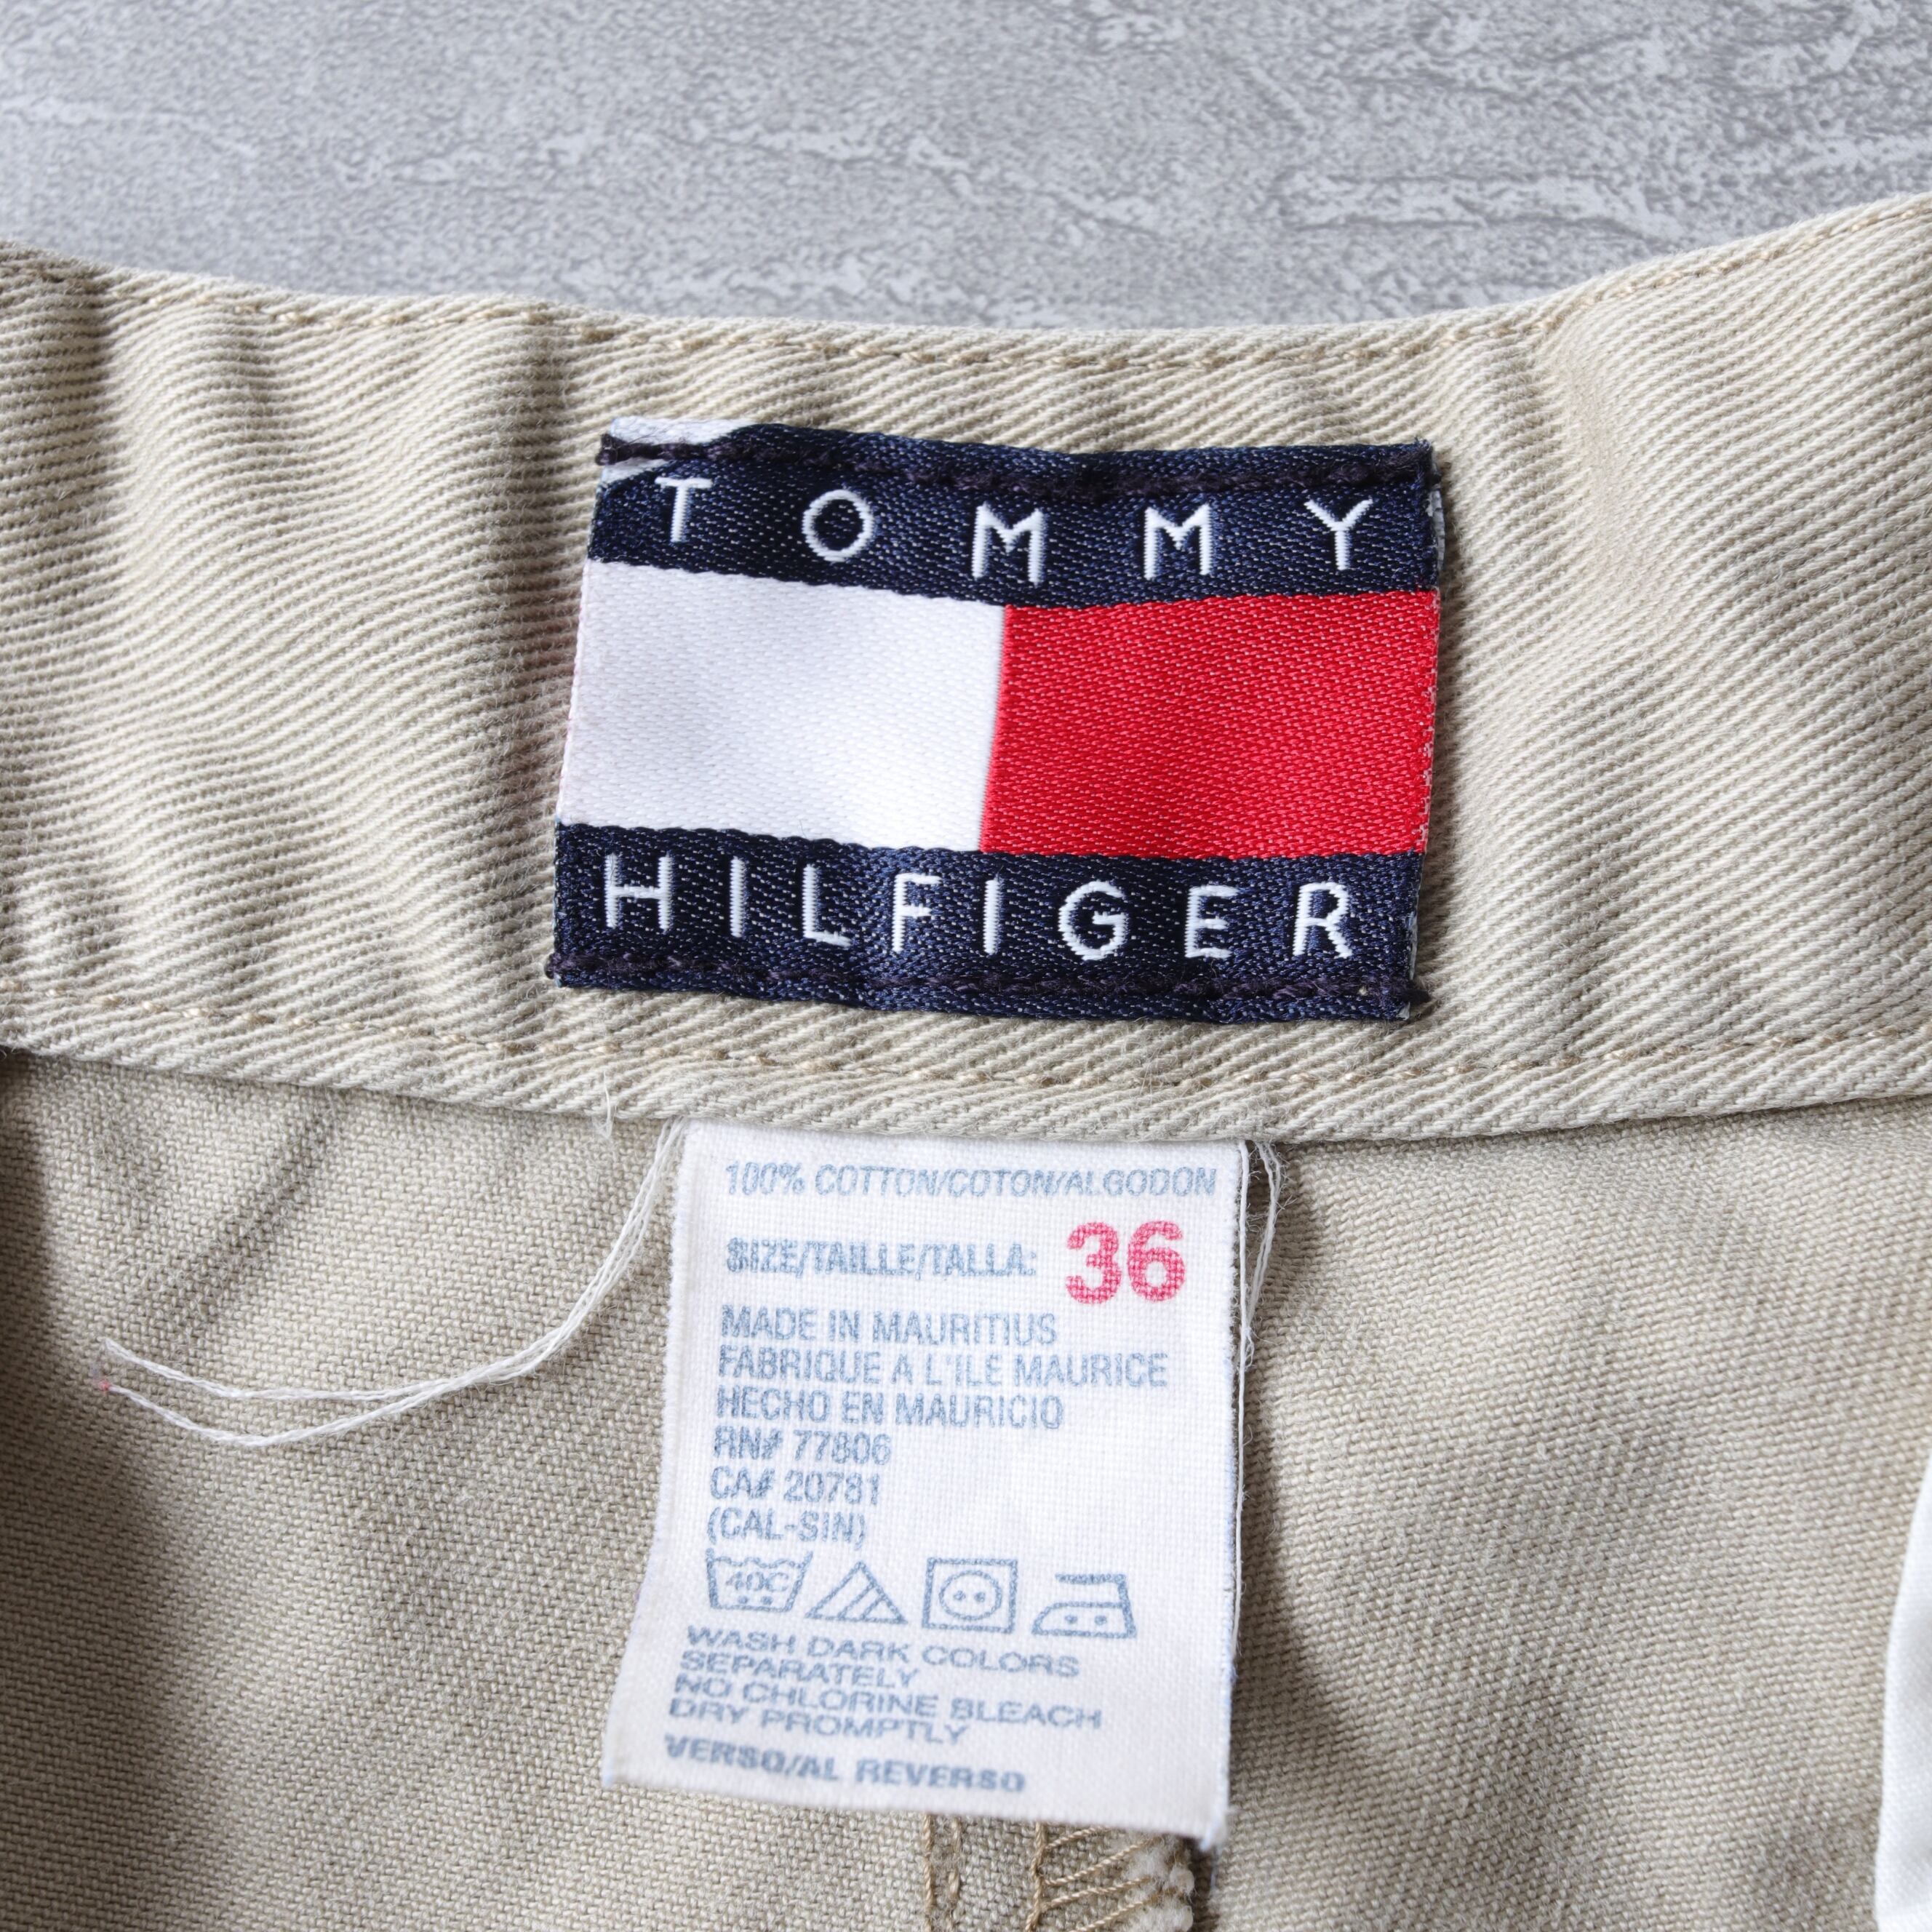 TOMMY
HILFIGER
100% COTTON/COTON/ALGODON
SIZE/TAILLE/TALLA: 36
MADE IN MAURITIUS
FABRIQUE A L'ILE MAURICE
HECHO EN MAURICIO
RN# 77806
CA# 20781
(CAL-SIN)
40C
WASH DARK COLORS
SEPARATELY
NO CHLORINE BLEACH
DRY PROMPTLY
VERSO/AL REVERSO